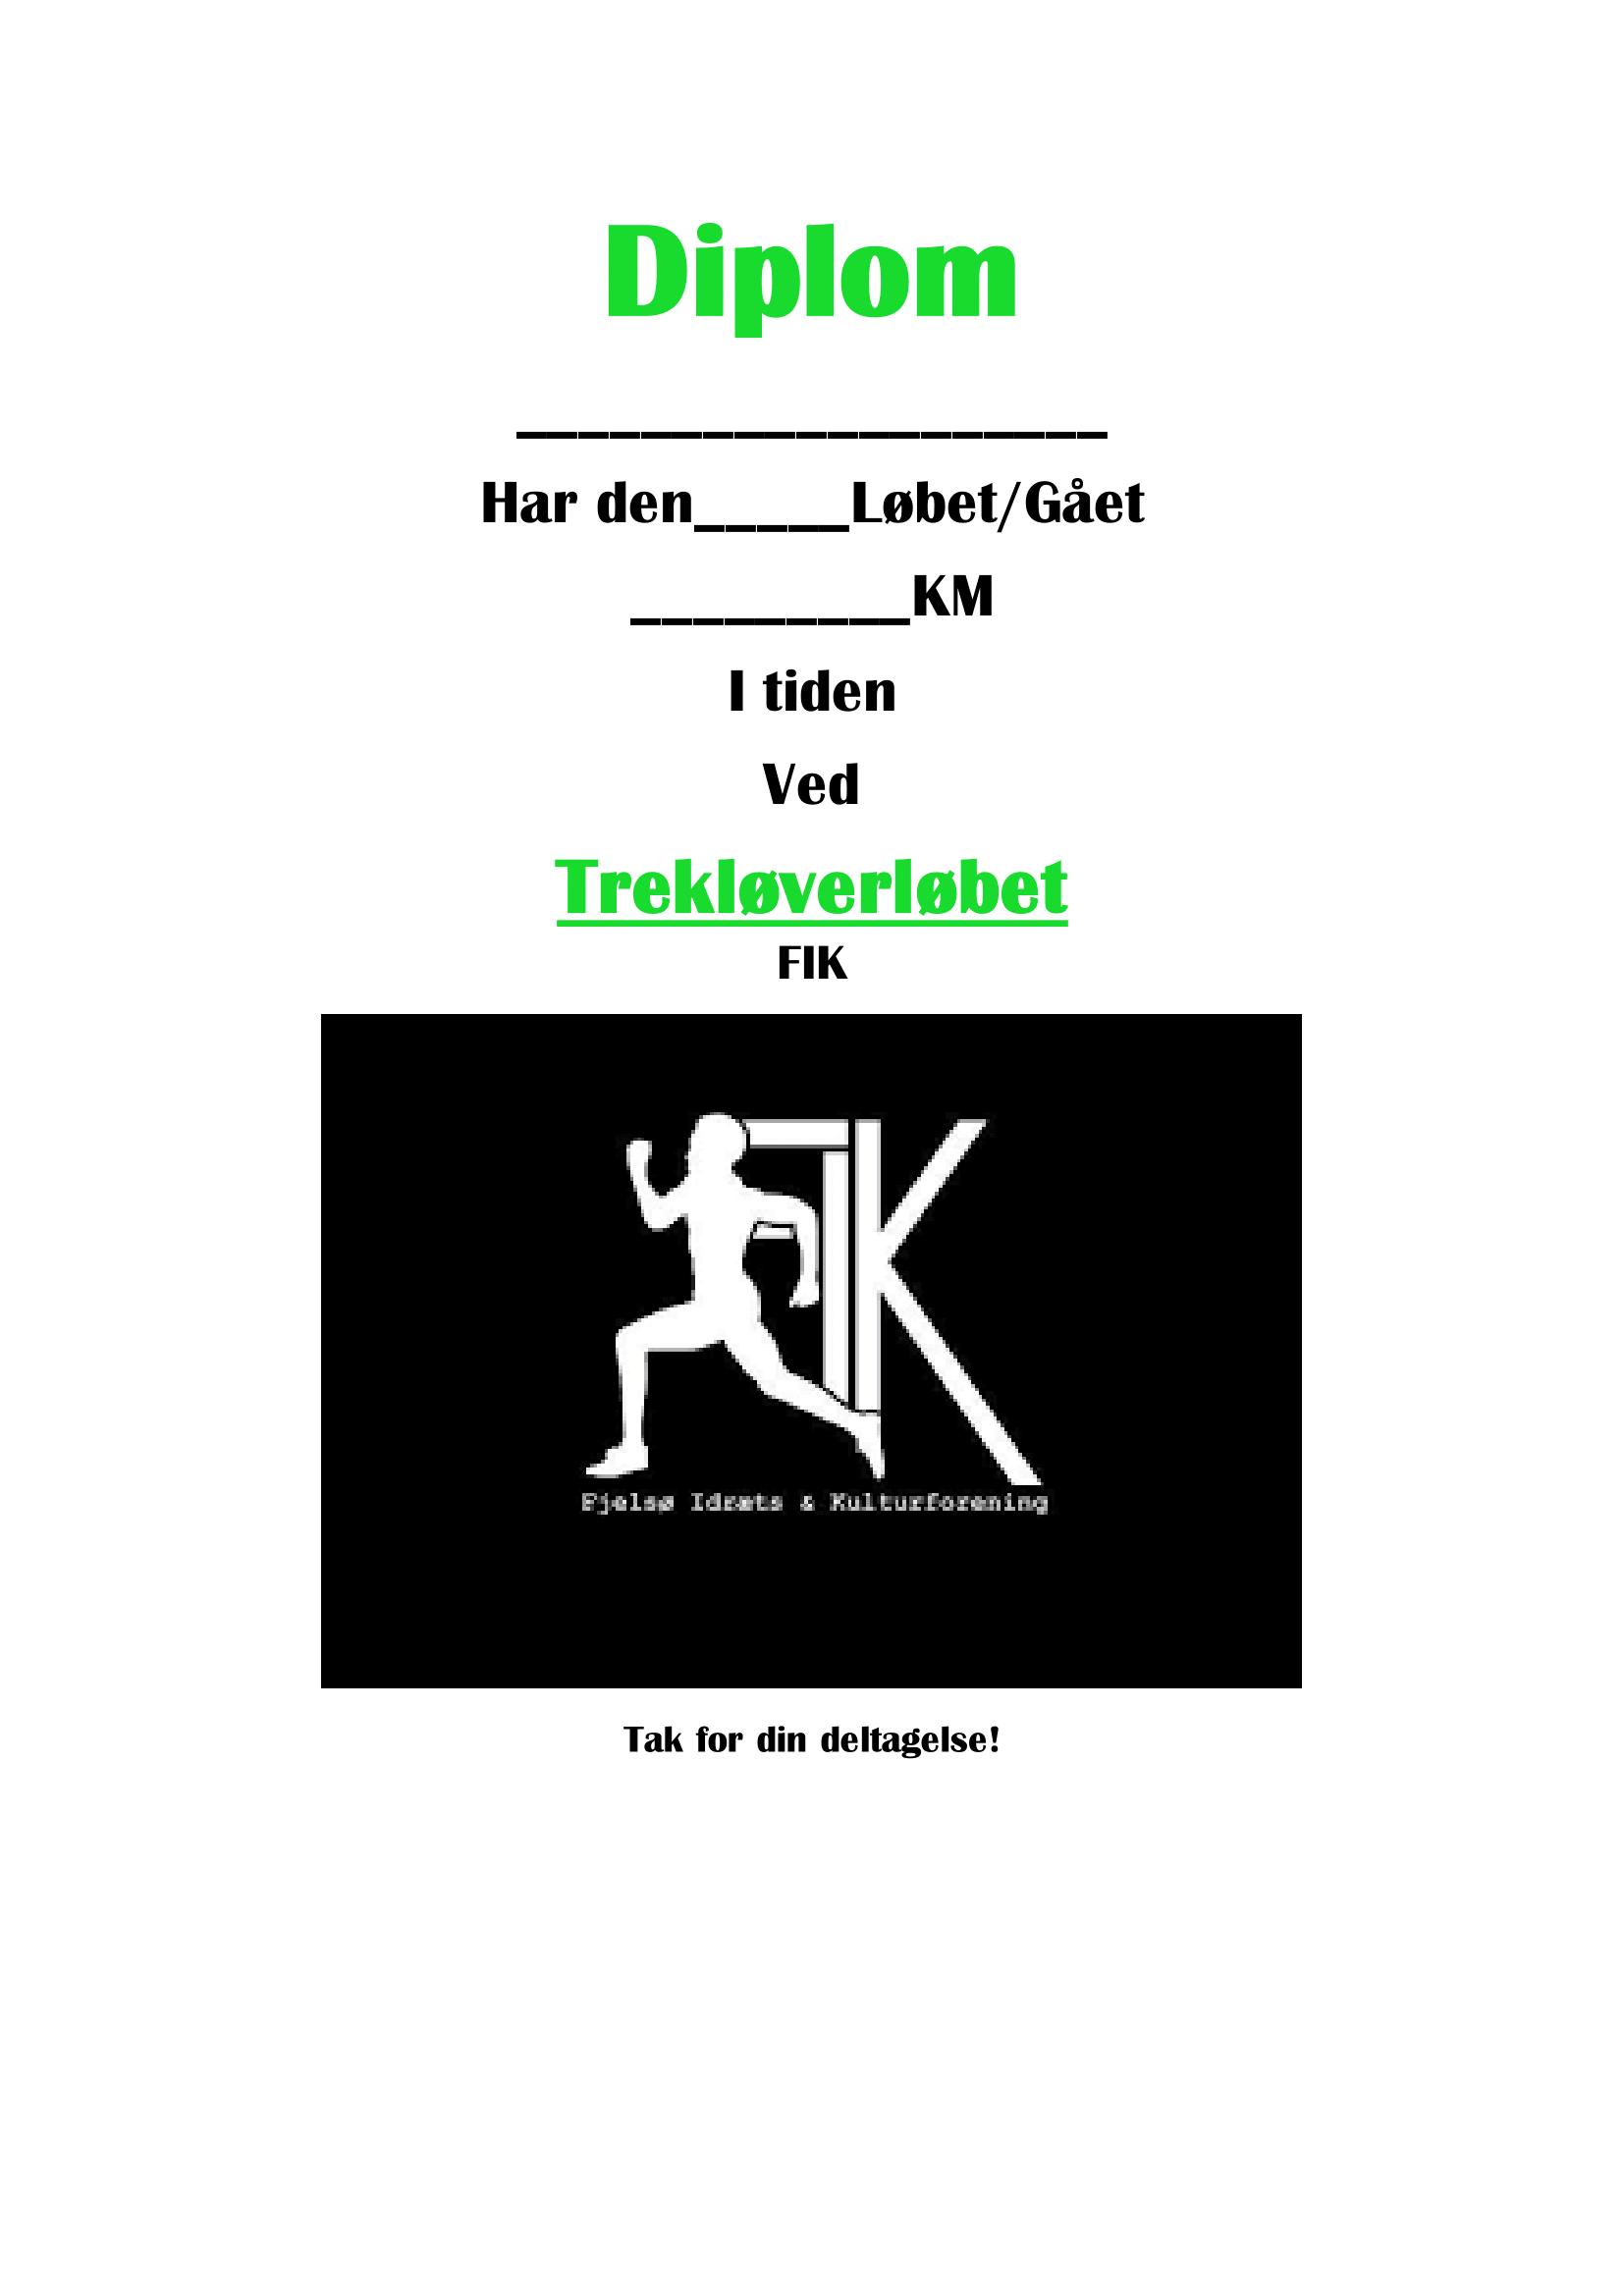 Diplom
___________________
Har den_____Løbet/Gået
_________KM
I tiden
Ved
Trekløverløbet
FIK
FIK
Fjelsø Idræts & Kulturforening
Tak for din deltagelse!